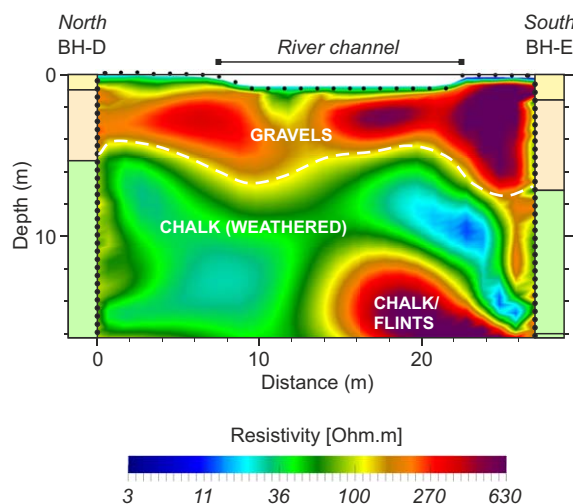 North
BH-D
River channel
South
BH-E
0
GRAVELS
Depth (m)
CHALK (WEATHERED)
10
CHALK/
FLINTS
0
10
20
Distance (m)
Resistivity [Ohm.m]
3
11
36
100
270
630